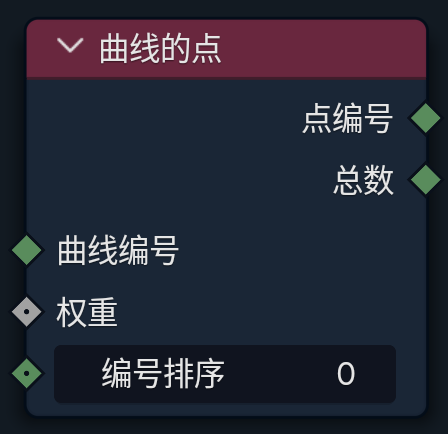 曲线的点
点编号
总数
曲线编号
权重
编号排序 0